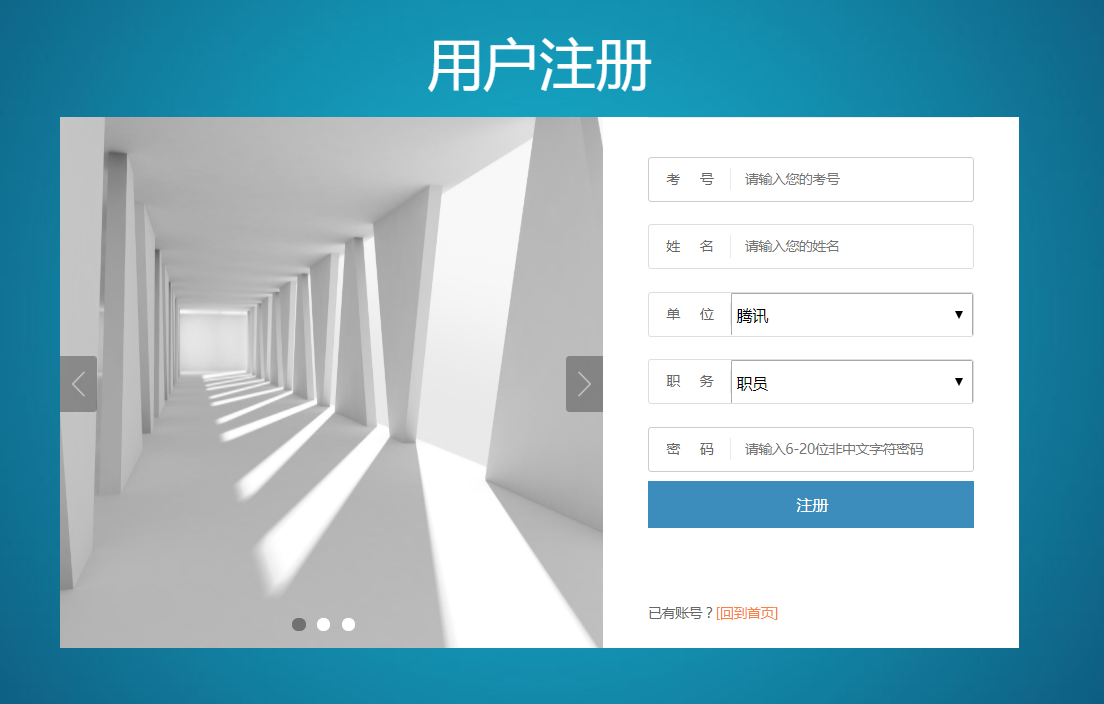 用户注册
考 号 请输入您的考号
姓 名 请输入您的姓名
单 位 腾讯
职 务 职员
密 码 请输入6-20位非中文字符密码
注册
已有账号？[回到首页]